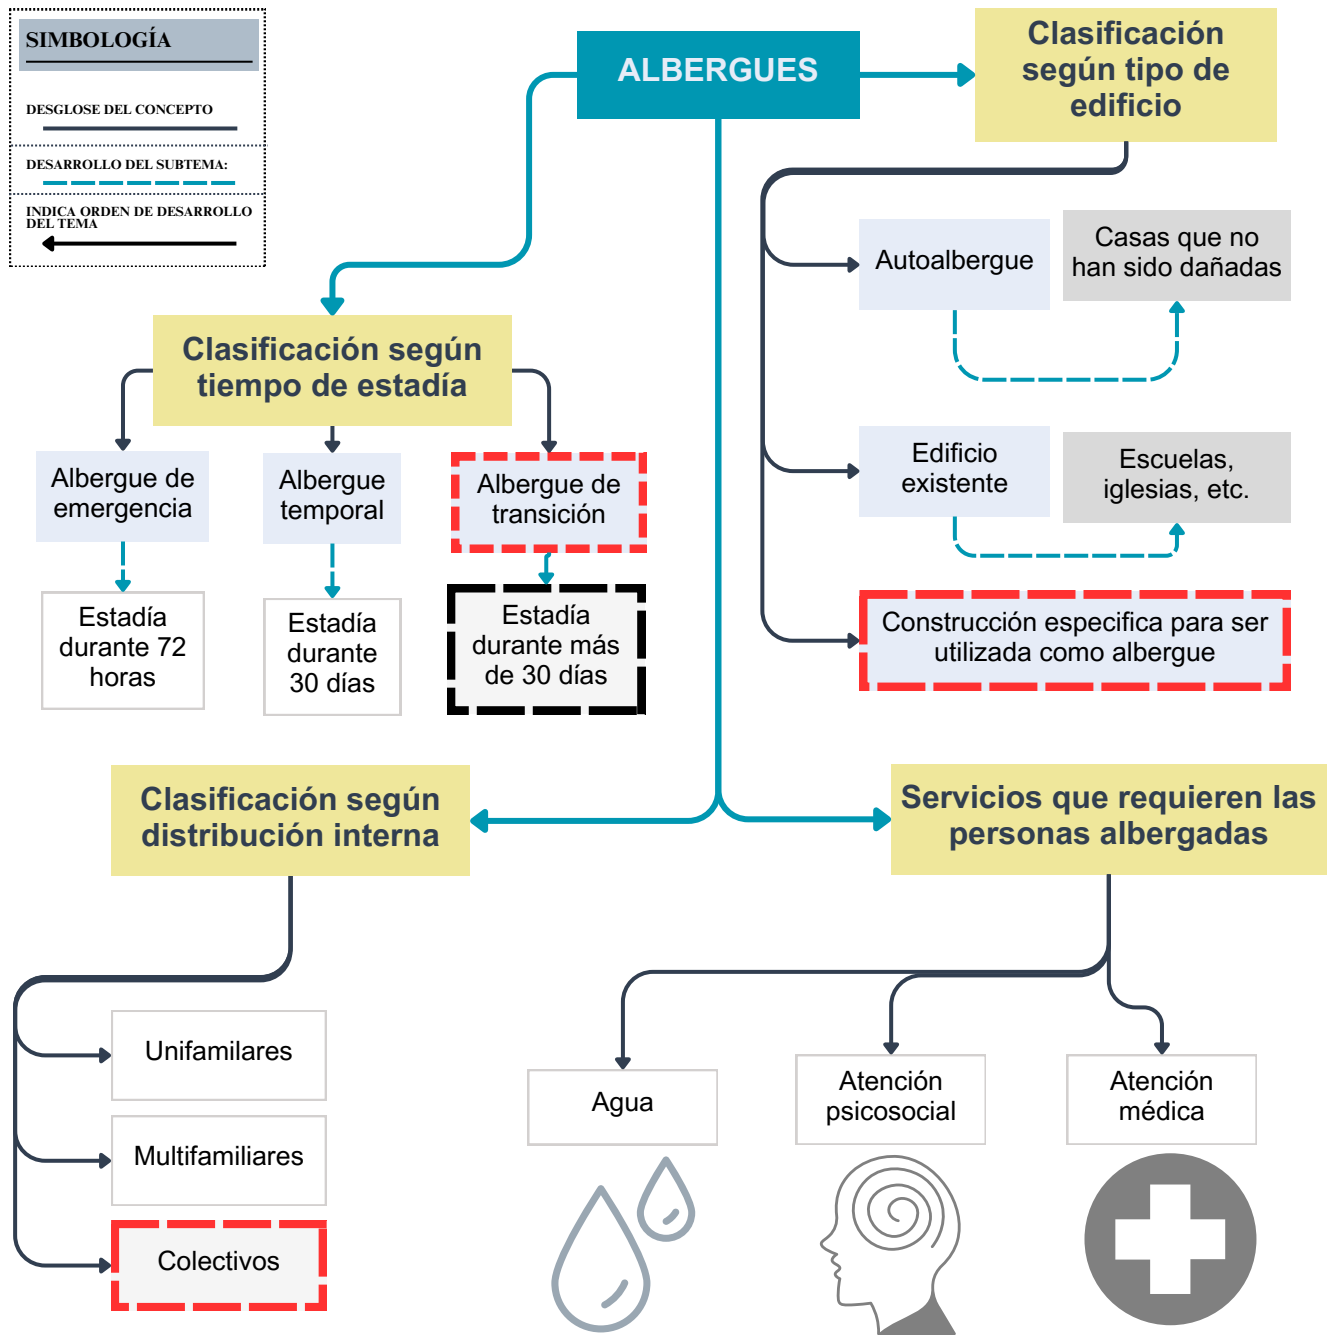 SIMBOLOGÍA
DESGLOSE DEL CONCEPTO
DESARROLLO DEL SUBTEMA:
INDICA ORDEN DE DESARROLLO
DEL TEMA
ALBERGUES
Clasificación
según tipo de
edificio
Autoalbergue
Casas que no
han sido dañadas
Edificio
existente
Escuelas,
iglesias, etc.
Construcción especifica para ser
utilizada como albergue
Clasificación según
tiempo de estadía
Albergue de
emergencia
Albergue
temporal
Albergue de
transición
Estadía
durante 72
horas
Estadía
durante
30 días
Estadía
durante más
de 30 días
Clasificación según
distribución interna
Unifamilares
Multifamiliares
Colectivos
Servicios que requieren las
personas albergadas
Agua
Atención
psicosocial
Atención
médica